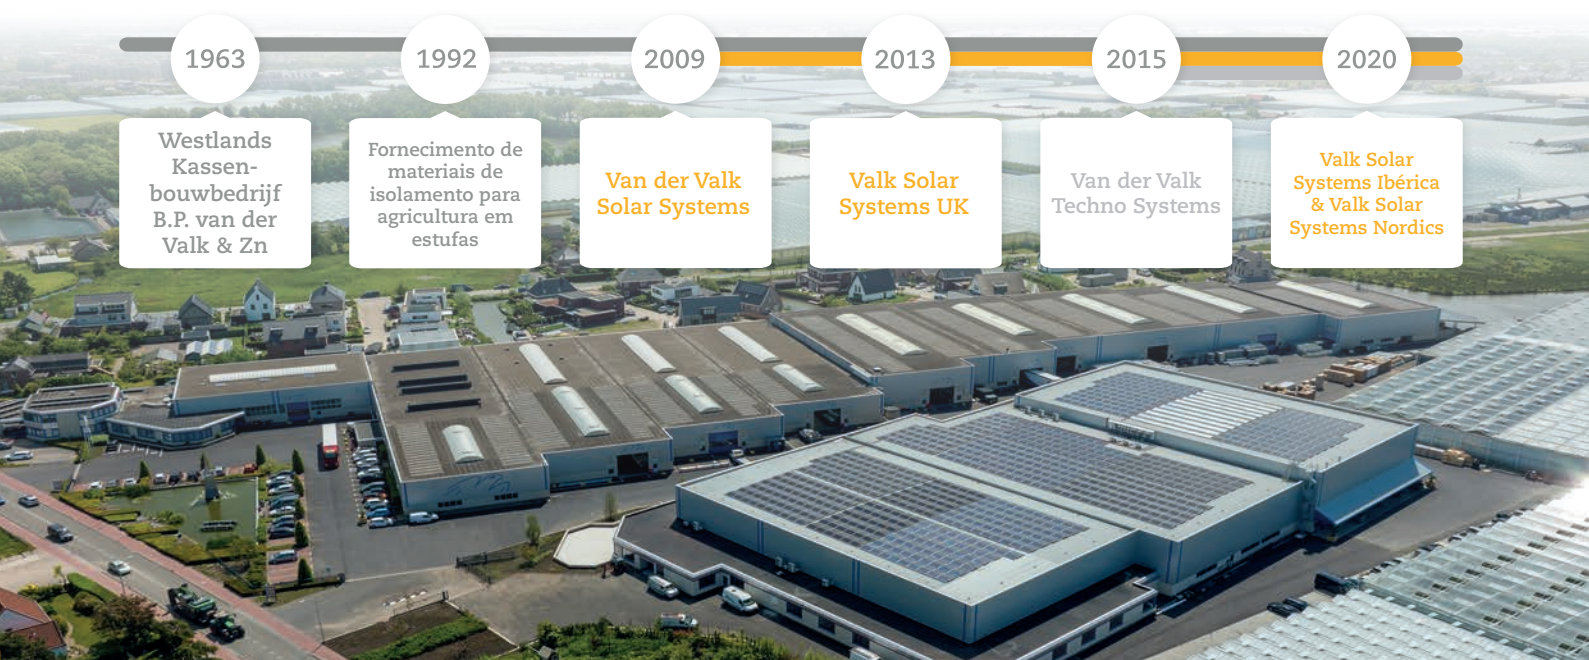 1963
1992
2009
2013
2015
2020
Westlands
Kassen-
bouwbedrijf
B.P. van der
Valk & Zn
Fornecimento de
materiais de
isolamento para
agricultura em
estufas
Van der Valk
Solar Systems
Valk Solar
Systems UK
Van der Valk
Techno Systems
Valk Solar
Systems Ibérica
& Valk Solar
Systems Nordics